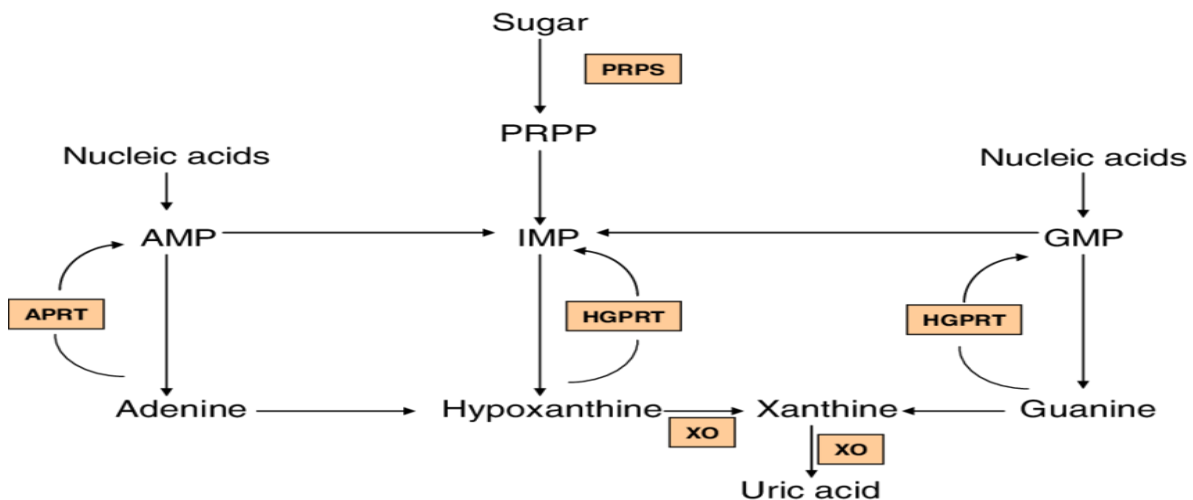 Sugar
PRPS
PRPP
Nucleic acids
Nucleic acids
AMP
IMP
GMP
APRT
HGPRT
HGPRT
Adenine
Hypoxanthine
Xanthine
Guanine
XO
XO
Uric acid